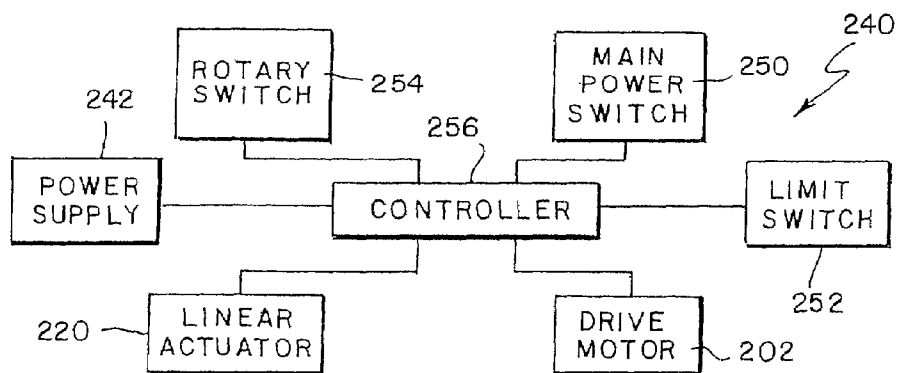 240
ROTARY
SWITCH
254
MAIN
POWER
SWITCH
250
242
256
POWER
SUPPLY
CONTROLLER
LIMIT
SWITCH
252
220
LINEAR
ACTUATOR
DRIVE
MOTOR
202